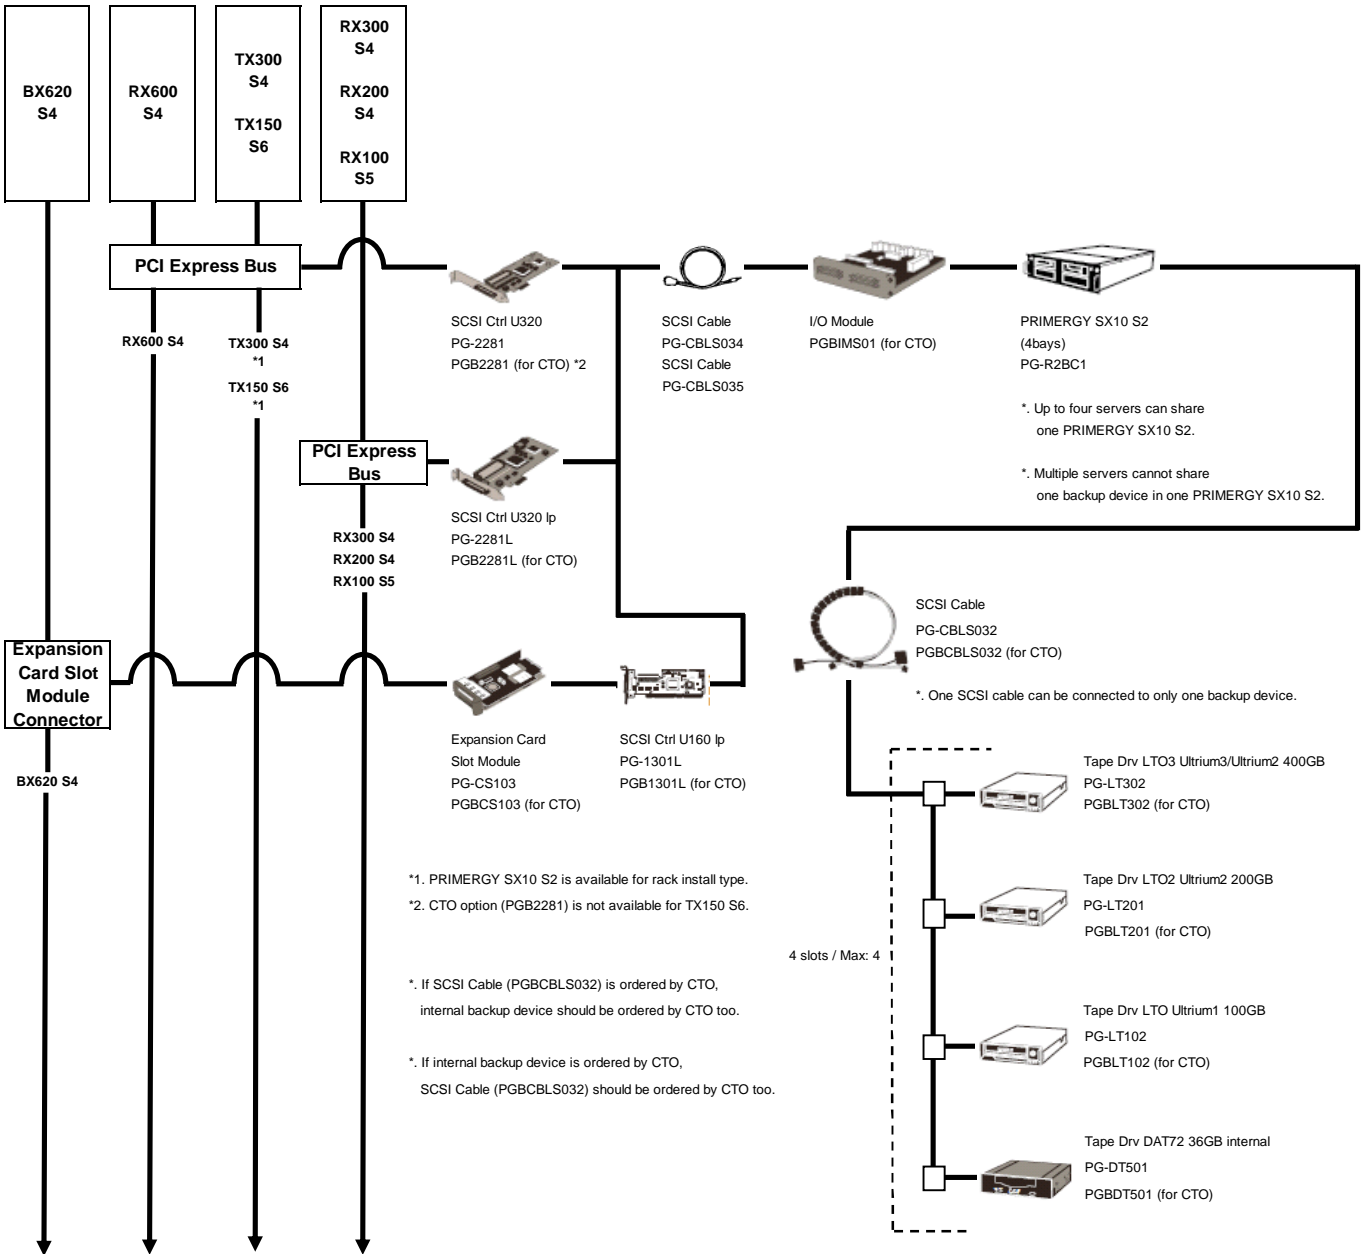 BX620
S4
RX600
S4
TX300
S4
TX150
S6
RX300
S4
RX200
S4
RX100
S5
PCI Express Bus
RX600 S4
TX300 S4
*1
TX150 S6
*1
SCSI Ctrl U320
PG-2281
PGB2281 (for CTO) *2
SCSI Cable
PG-CBLS034
SCSI Cable
PG-CBLS035
I/O Module
PGBIMS01 (for CTO)
PRIMERGY SX10 S2
(4bays)
PG-R2BC1
*. Up to four servers can share
one PRIMERGY SX10 S2.
*. Multiple servers cannot share
one backup device in one PRIMERGY SX10 S2.
PCI Express
Bus
RX300 S4
RX200 S4
RX100 S5
SCSI Ctrl U320 lp
PG-2281L
PGB2281L (for CTO)
SCSI Cable
PG-CBLS032
PGBCBLS032 (for CTO)
*. One SCSI cable can be connected to only one backup device.
Expansion
Card Slot
Module
Connector
BX620 S4
Expansion Card
Slot Module
PG-CS103
PGBCS103 (for CTO)
SCSI Ctrl U160 lp
PG-1301L
PGB1301L (for CTO)
Tape Drv LTO3 Ultrium3/Ultrium2 400GB
PG-LT302
PGBLT302 (for CTO)
*1. PRIMERGY SX10 S2 is available for rack install type.
*2. CTO option (PGB2281) is not available for TX150 S6.
Tape Drv LTO2 Ultrium2 200GB
PG-LT201
PGBLT201 (for CTO)
4 slots / Max: 4
*. If SCSI Cable (PGBCBLS032) is ordered by CTO,
internal backup device should be ordered by CTO too.
*. If internal backup device is ordered by CTO,
SCSI Cable (PGBCBLS032) should be ordered by CTO too.
Tape Drv LTO Ultrium1 100GB
PG-LT102
PGBLT102 (for CTO)
Tape Drv DAT72 36GB internal
PG-DT501
PGBDT501 (for CTO)